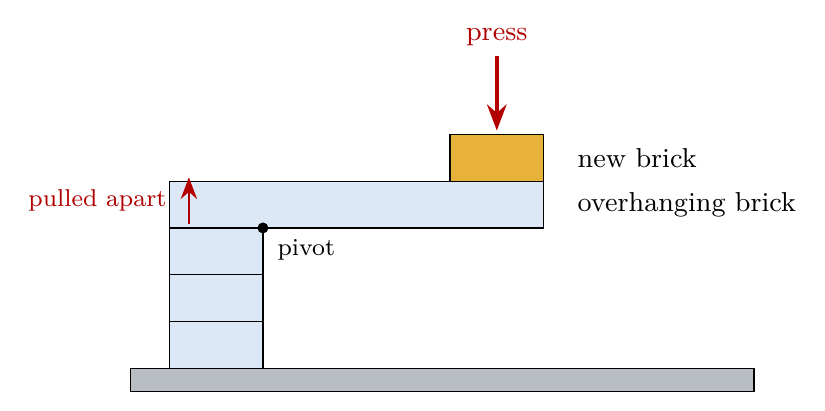 press
new brick
pulled apart
overhanging brick
pivot